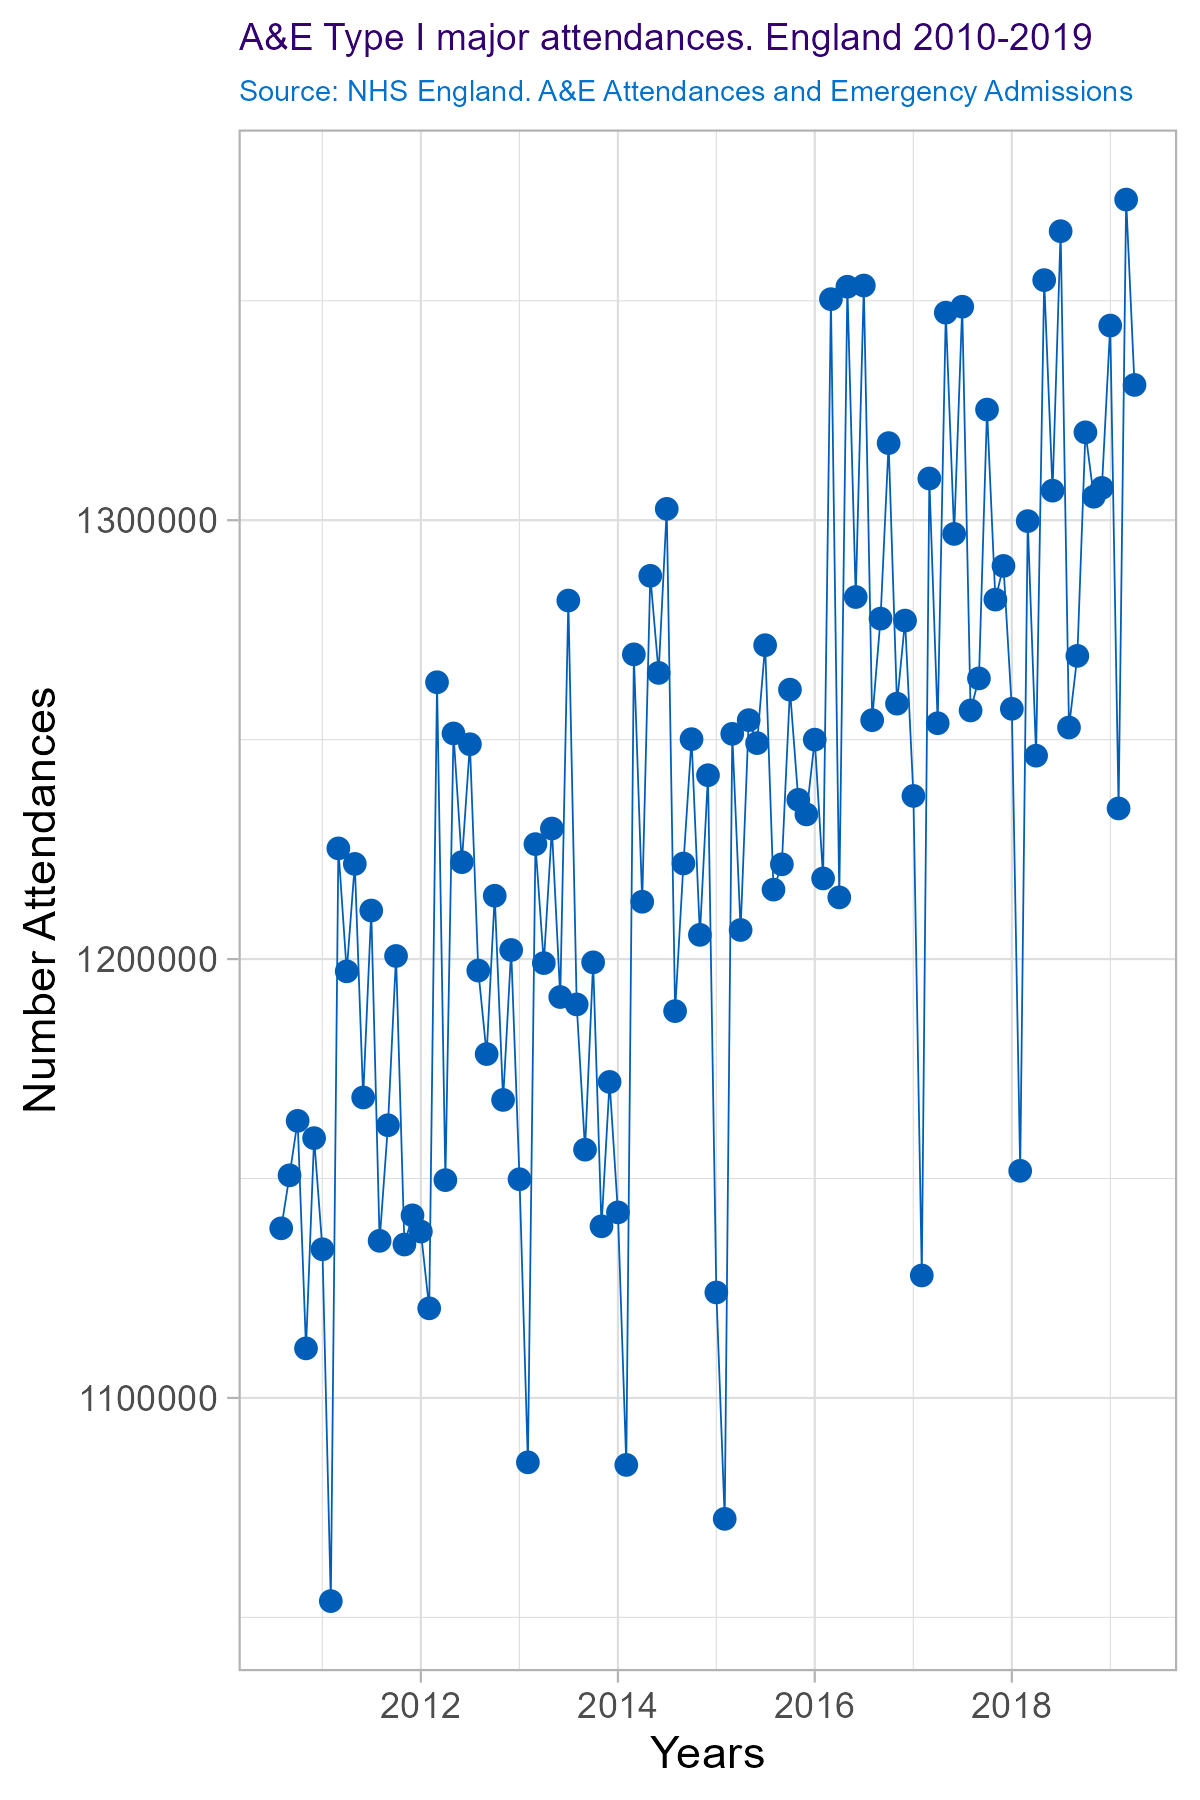 A&E Type I major attendances. England 2010-2019
Source: NHS England. A&E Attendances and Emergency Admissions
Number Attendances
1300000
1200000
1100000
2012
2014
2016
2018
Years